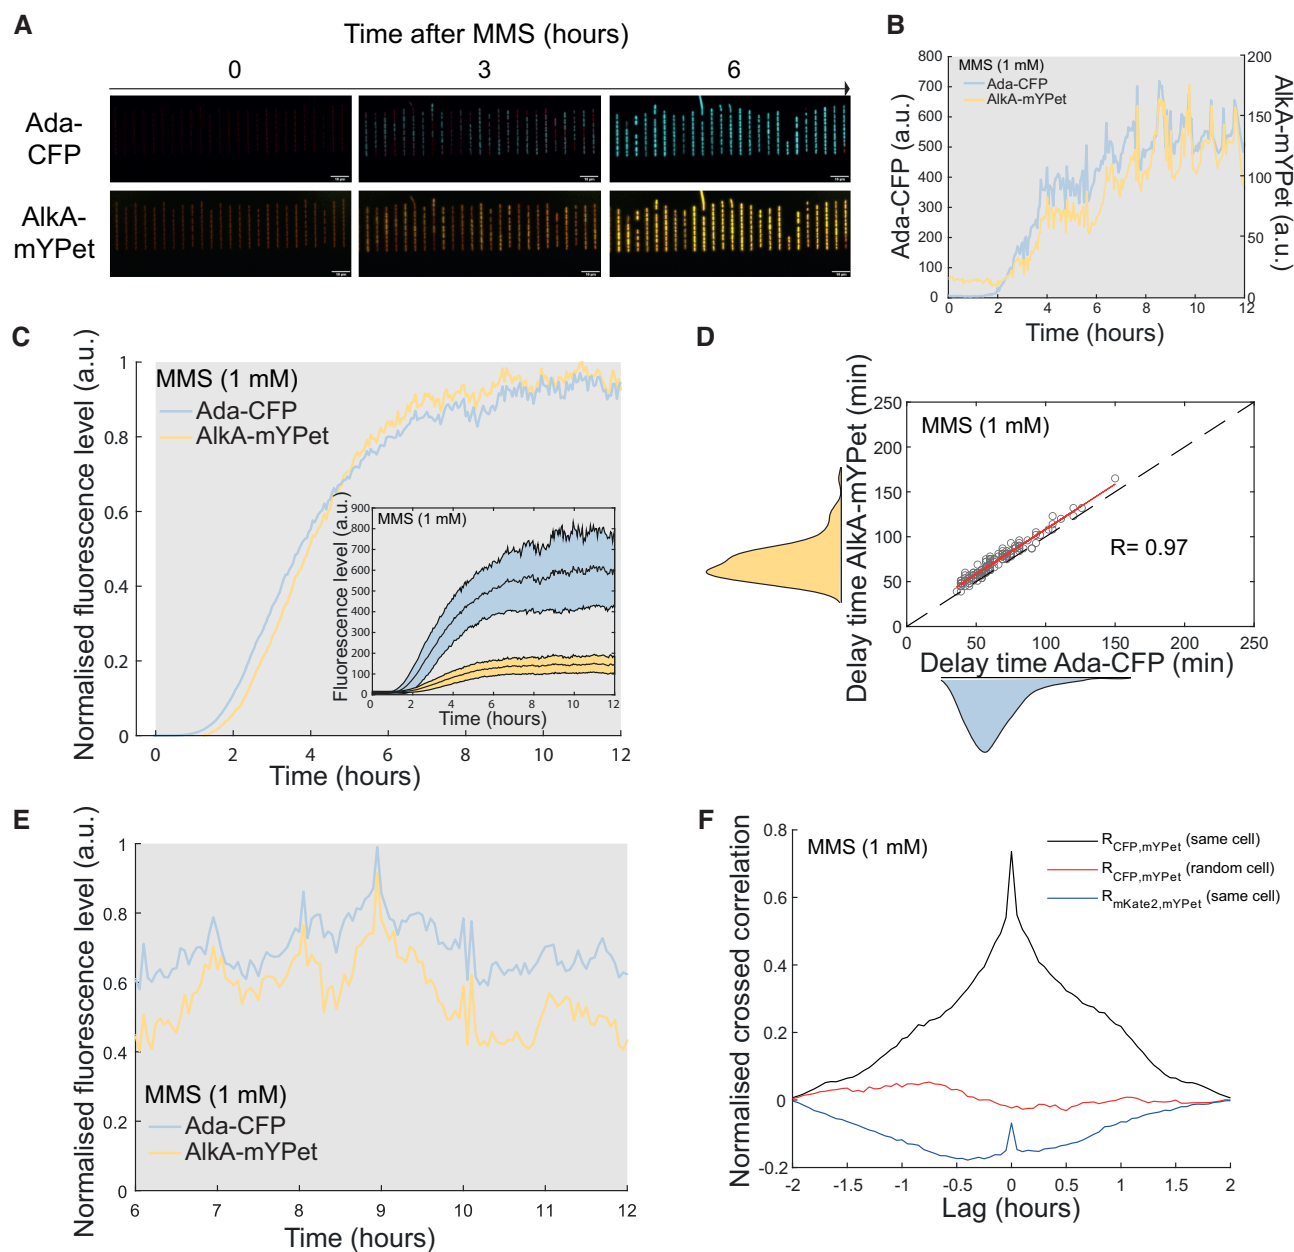 A
Time after MMS (hours)
0 3 6
Ada-
CFP
AlkA-
mYPet
B
800
700
600
500
400
300
200
100
0
Ada-CFP (a.u.)
MMS (1 mM)
Ada-CFP
AlkA-mYPet
200
150
100
50
0
AlkA-mYPet (a.u.)
0 2 4 6 8 10 12
Time (hours)
C
Normalised fluorescence level (a.u.)
1
0.8
0.6
0.4
0.2
0
MMS (1 mM)
Ada-CFP
AlkA-mYPet
0 2 4 6 8 10 12
Time (hours)
Fluorescence level (a.u.)
900
800
700
600
500
400
300
200
100
0
MMS (1 mM)
0 2 4 6 8 10 12
Time (hours)
D
Delay time AlkA-mYPet (min)
250
200
150
100
50
0
MMS (1 mM)
R= 0.97
0 50 100 150 200 250
Delay time Ada-CFP (min)
E
Normalised fluorescence level (a.u.)
1
0.8
0.6
0.4
0.2
0
MMS (1 mM)
Ada-CFP
AlkA-mYPet
6 7 8 9 10 11 12
Time (hours)
F
Normalised crossed correlation
0.8
0.6
0.4
0.2
0
-0.2
MMS (1 mM)
R CFP,mYPet (same cell)
R CFP,mYPet (random cell)
R mKate2,mYPet (same cell)
-2 -1.5 -1 -0.5 0 0.5 1 1.5 2
Lag (hours)